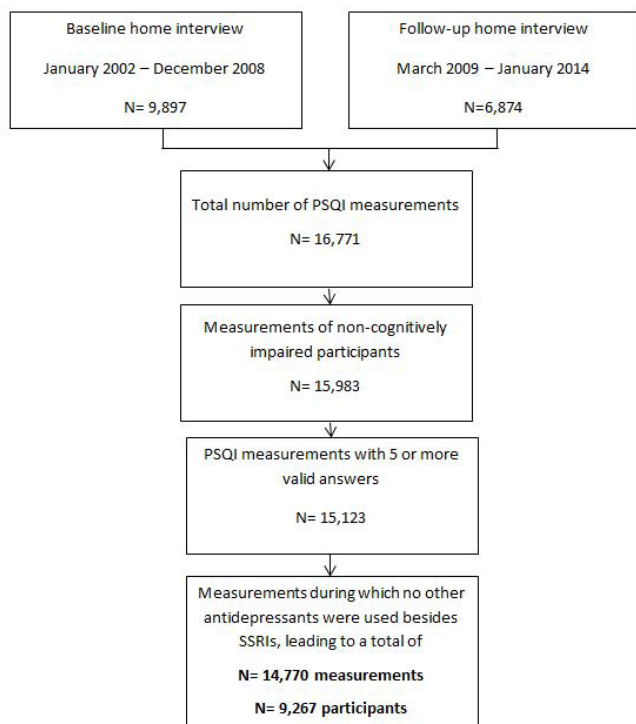 Baseline home interview
January 2002 – December 2008
N= 9,897
Follow-up home interview
March 2009 – January 2014
N=6,874
Total number of PSQI measurements
N= 16,771
Measurements of non-cognitively
impaired participants
N= 15,983
PSQI measurements with 5 or more
valid answers
N= 15,123
Measurements during which no other
antidepressants were used besides
SSRIs, leading to a total of
N= 14,770 measurements
N= 9,267 participants